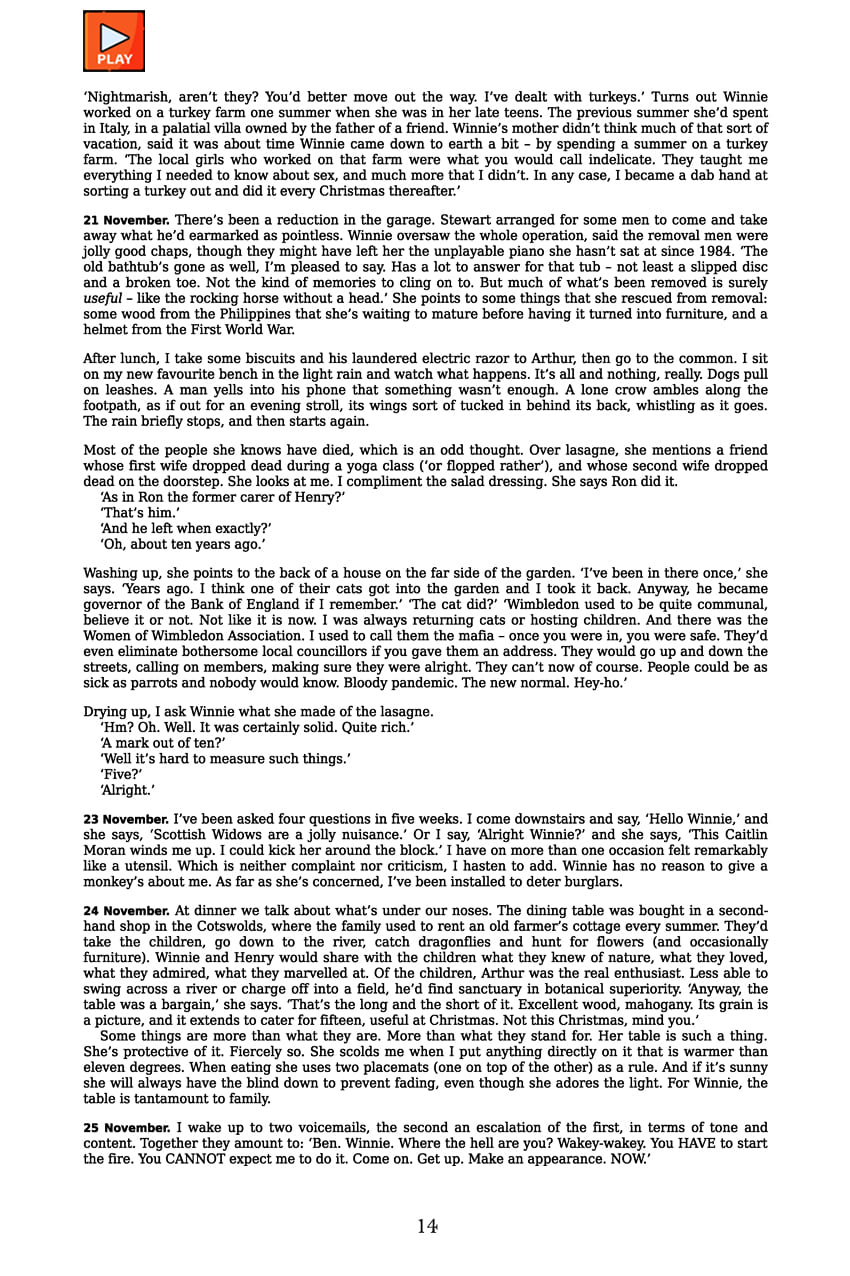 PLAY
‘Nightmarish, aren’t they? You’d better move out the way. I’ve dealt with turkeys.’ Turns out Winnie
worked on a turkey farm one summer when she was in her late teens. The previous summer she’d spent
in Italy, in a palatial villa owned by the father of a friend. Winnie’s mother didn’t think much of that sort of
vacation, said it was about time Winnie came down to earth a bit – by spending a summer on a turkey
farm. ‘The local girls who worked on that farm were what you would call indelicate. They taught me
everything I needed to know about sex, and much more that I didn’t. In any case, I became a dab hand at
sorting a turkey out and did it every Christmas thereafter.’
21 November. There’s been a reduction in the garage. Stewart arranged for some men to come and take
away what he’d earmarked as pointless. Winnie oversaw the whole operation, said the removal men were
jolly good chaps, though they might have left her the unplayable piano she hasn’t sat at since 1984. ‘The
old bathtub’s gone as well, I’m pleased to say. Has a lot to answer for that tub – not least a slipped disc
and a broken toe. Not the kind of memories to cling on to. But much of what’s been removed is surely
useful – like the rocking horse without a head.’ She points to some things that she rescued from removal:
some wood from the Philippines that she’s waiting to mature before having it turned into furniture, and a
helmet from the First World War.
After lunch, I take some biscuits and his laundered electric razor to Arthur, then go to the common. I sit
on my new favourite bench in the light rain and watch what happens. It’s all and nothing, really. Dogs pull
on leashes. A man yells into his phone that something wasn’t enough. A lone crow ambles along the
footpath, as if out for an evening stroll, its wings sort of tucked in behind its back, whistling as it goes.
The rain briefly stops, and then starts again.
Most of the people she knows have died, which is an odd thought. Over lasagne, she mentions a friend
whose first wife dropped dead during a yoga class (‘or flopped rather’), and whose second wife dropped
dead on the doorstep. She looks at me. I compliment the salad dressing. She says Ron did it.
‘As in Ron the former carer of Henry?’
‘That’s him.’
‘And he left when exactly?’
‘Oh, about ten years ago.’
Washing up, she points to the back of a house on the far side of the garden. ‘I’ve been in there once,’ she
says. ‘Years ago. I think one of their cats got into the garden and I took it back. Anyway, he became
governor of the Bank of England if I remember.’ ‘The cat did?’ ‘Wimbledon used to be quite communal,
believe it or not. Not like it is now. I was always returning cats or hosting children. And there was the
Women of Wimbledon Association. I used to call them the mafia – once you were in, you were safe. They’d
even eliminate bothersome local councillors if you gave them an address. They would go up and down the
streets, calling on members, making sure they were alright. They can’t now of course. People could be as
sick as parrots and nobody would know. Bloody pandemic. The new normal. Hey-ho.’
Drying up, I ask Winnie what she made of the lasagne.
‘Hm? Oh. Well. It was certainly solid. Quite rich.’
‘A mark out of ten?’
‘Well it’s hard to measure such things.’
‘Five?’
‘Alright.’
23 November. I’ve been asked four questions in five weeks. I come downstairs and say, ‘Hello Winnie,’ and
she says, ‘Scottish Widows are a jolly nuisance.’ Or I say, ‘Alright Winnie?’ and she says, ‘This Caitlin
Moran winds me up. I could kick her around the block.’ I have on more than one occasion felt remarkably
like a utensil. Which is neither complaint nor criticism, I hasten to add. Winnie has no reason to give a
monkey’s about me. As far as she’s concerned, I’ve been installed to deter burglars.
24 November. At dinner we talk about what’s under our noses. The dining table was bought in a second-
hand shop in the Cotswolds, where the family used to rent an old farmer’s cottage every summer. They’d
take the children, go down to the river, catch dragonflies and hunt for flowers (and occasionally
furniture). Winnie and Henry would share with the children what they knew of nature, what they loved,
what they admired, what they marvelled at. Of the children, Arthur was the real enthusiast. Less able to
swing across a river or charge off into a field, he’d find sanctuary in botanical superiority. ‘Anyway, the
table was a bargain,’ she says. ‘That’s the long and the short of it. Excellent wood, mahogany. Its grain is
a picture, and it extends to cater for fifteen, useful at Christmas. Not this Christmas, mind you.’
Some things are more than what they are. More than what they stand for. Her table is such a thing.
She’s protective of it. Fiercely so. She scolds me when I put anything directly on it that is warmer than
eleven degrees. When eating she uses two placemats (one on top of the other) as a rule. And if it’s sunny
she will always have the blind down to prevent fading, even though she adores the light. For Winnie, the
table is tantamount to family.
25 November. I wake up to two voicemails, the second an escalation of the first, in terms of tone and
content. Together they amount to: ‘Ben. Winnie. Where the hell are you? Wakey-wakey. You HAVE to start
the fire. You CANNOT expect me to do it. Come on. Get up. Make an appearance. NOW.’
14